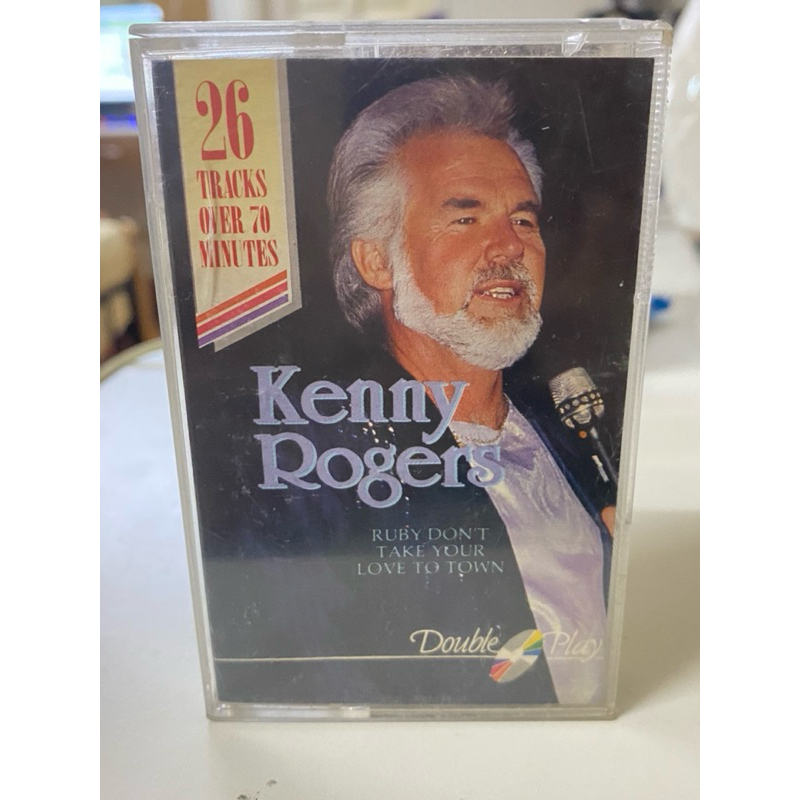 26
TRACKS
OVER 70
MINUTES
Kenny
Rogers
RUBY DON'T
TAKE YOUR
LOVE TO TOWN
Double Play